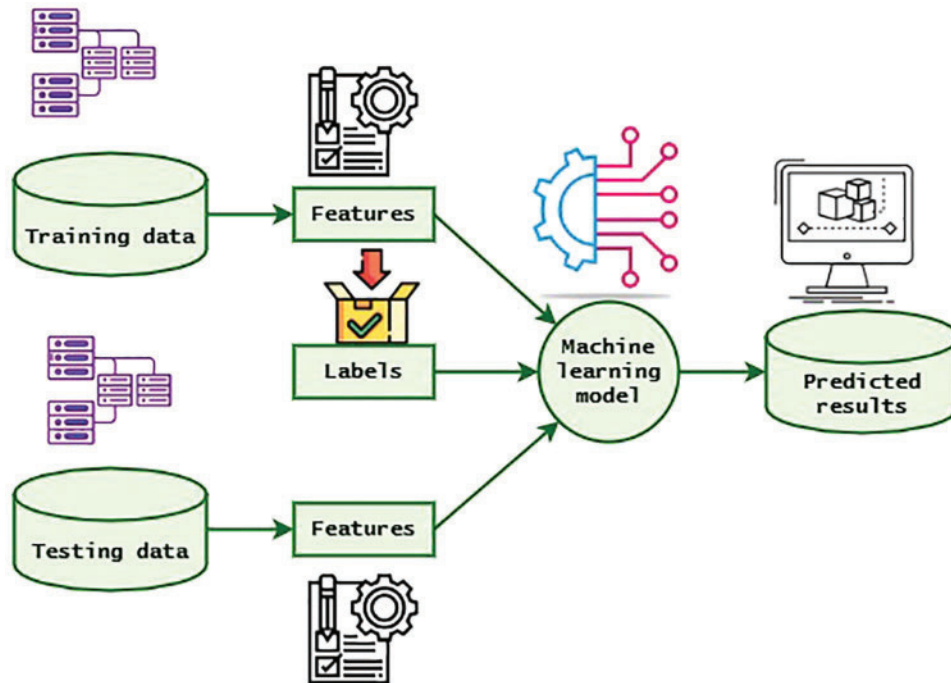 Training data
Features
Labels
Machine
learning
model
Predicted
results
Testing data
Features